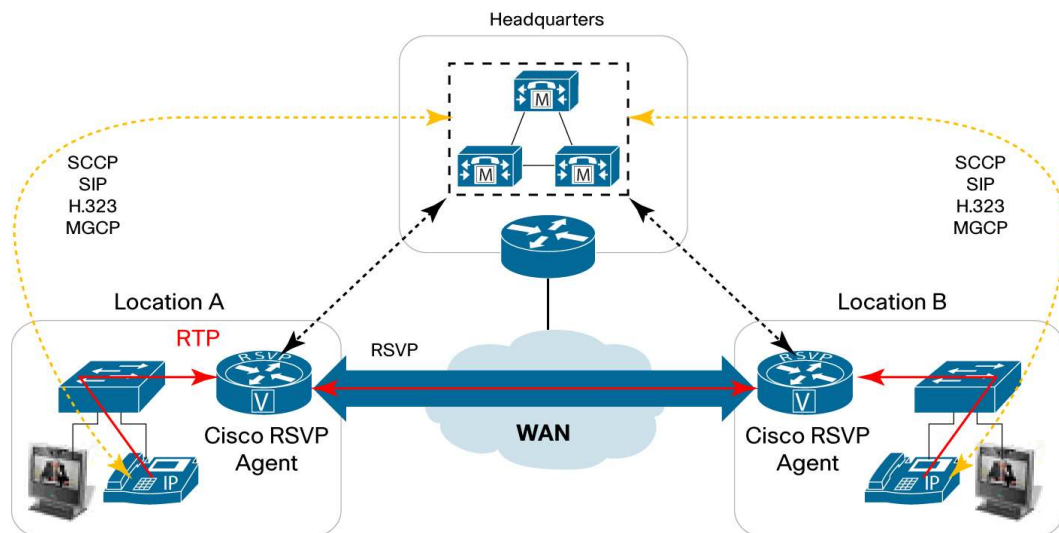 Headquarters
M
M
M
SCCP
SIP
H.323
MGCP
SCCP
SIP
H.323
MGCP
Location A
Location B
RTP
RSVP
RSVP
RSVP
V
V
WAN
Cisco RSVP
Agent
Cisco RSVP
Agent
IP
IP